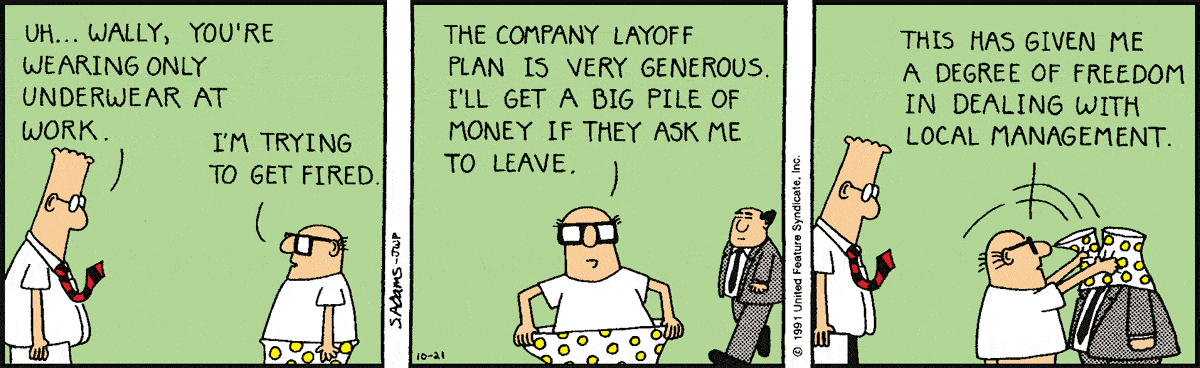 UH... WALLY, YOU'RE
WEARING ONLY
UNDERWEAR AT
WORK.
I'M TRYING
TO GET FIRED.
S.ADAMS-JWP
THE COMPANY LAYOFF
PLAN IS VERY GENEROUS.
I'LL GET A BIG PILE OF
MONEY IF THEY ASK ME
TO LEAVE.
10-21
© 1991 United Feature Syndicate, Inc.
THIS HAS GIVEN ME
A DEGREE OF FREEDOM
IN DEALING WITH
LOCAL MANAGEMENT.